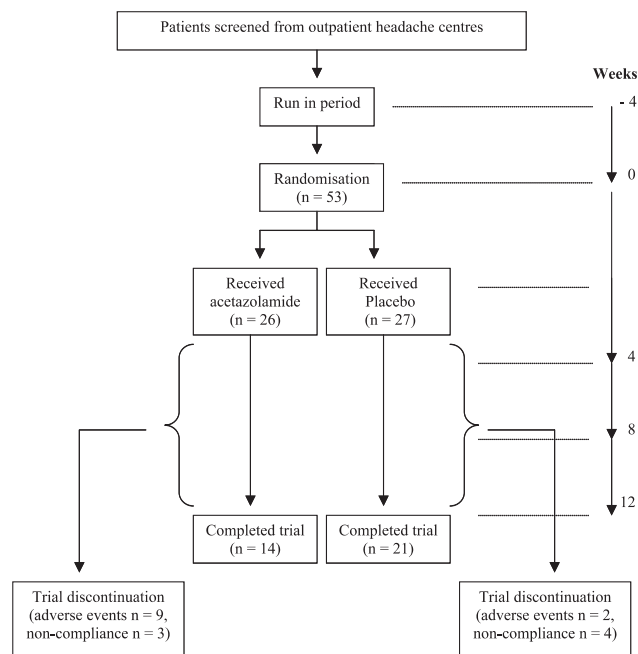 Patients screened from outpatient headache centres
Weeks
Run in period
- 4
Randomisation
(n = 53)
0
Received
acetazolamide
(n = 26)
Received
Placebo
(n = 27)
4
8
12
Completed trial
(n = 14)
Completed trial
(n = 21)
Trial discontinuation
(adverse events n = 9,
non-compliance n = 3)
Trial discontinuation
(adverse events n = 2,
non-compliance n = 4)